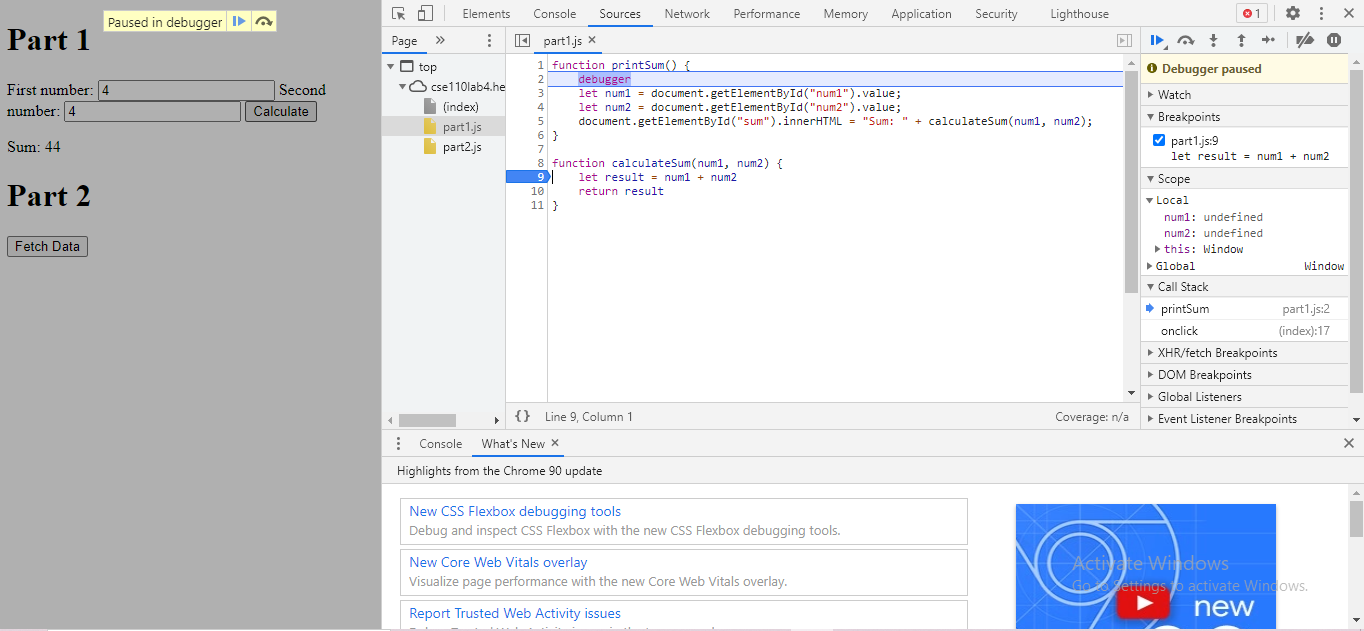 Paused in debugger
Part 1
First number: 4 Second
number: 4 Calculate
Sum: 44
Part 2
Fetch Data
Elements Console Sources Network Performance Memory Application Security Lighthouse 1
Page » part1.js ×
top
cse110lab4.he
(index)
part1.js
part2.js
1 function printSum() {
2 debugger
3 let num1 = document.getElementById("num1").value;
4 let num2 = document.getElementById("num2").value;
5 document.getElementById("sum").innerHTML = "Sum: " + calculateSum(num1, num2);
6 }
7
8 function calculateSum(num1, num2) {
9 let result = num1 + num2
10 return result
11 }
{} Line 9, Column 1 Coverage: n/a
Debugger paused
Watch
Breakpoints
part1.js:9
let result = num1 + num2
Scope
Local
num1: undefined
num2: undefined
this: Window
Global Window
Call Stack
printSum part1.js:2
onclick (index):17
XHR/fetch Breakpoints
DOM Breakpoints
Global Listeners
Event Listener Breakpoints
Console What's New ×
Highlights from the Chrome 90 update
New CSS Flexbox debugging tools
Debug and inspect CSS Flexbox with the new CSS Flexbox debugging tools.
New Core Web Vitals overlay
Visualize page performance with the new Core Web Vitals overlay.
Report Trusted Web Activity issues
Activate Windows
Go to Settings to activate Windows.
new